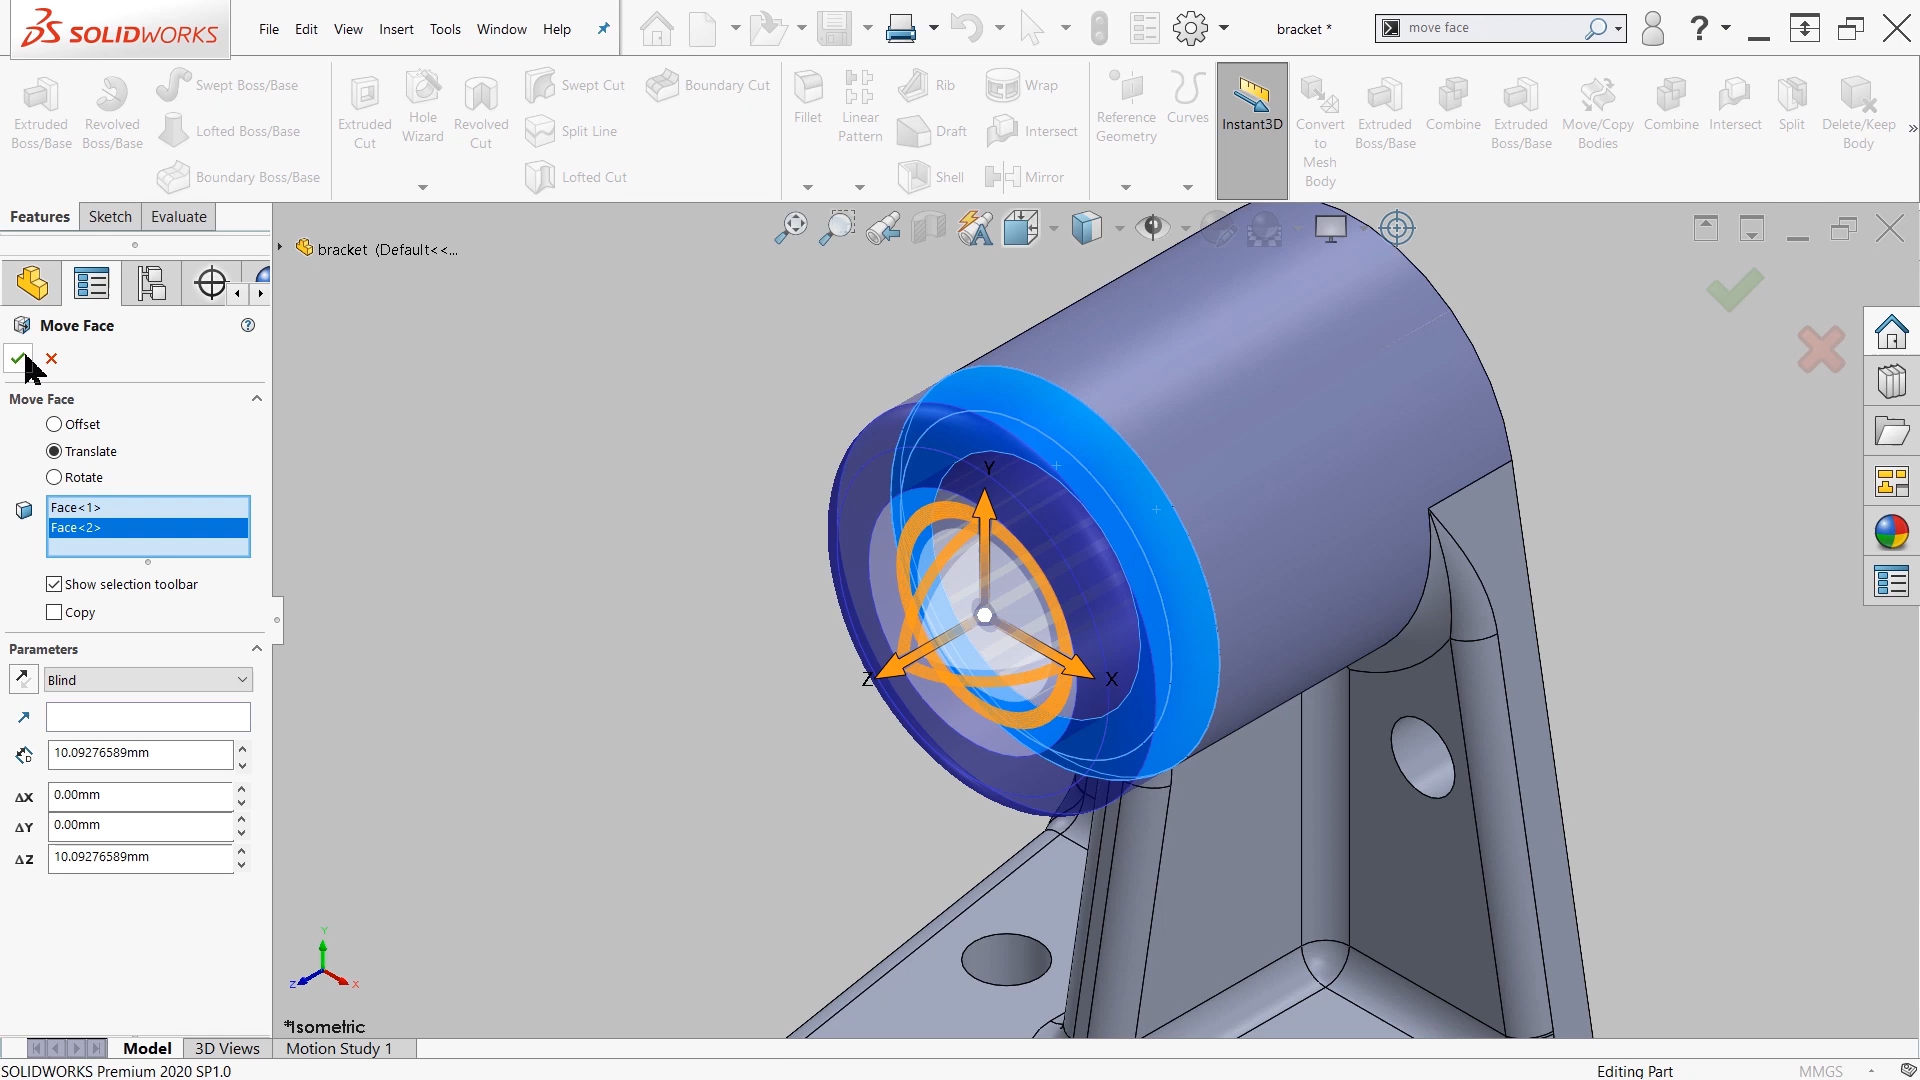 SOLIDWORKS
File Edit View Insert Tools Window Help
bracket *
move face
Extruded Boss/Base
Revolved Boss/Base
Swept Boss/Base
Lofted Boss/Base
Boundary Boss/Base
Extruded Cut
Hole Wizard
Revolved Cut
Swept Cut
Split Line
Lofted Cut
Boundary Cut
Fillet
Linear Pattern
Rib
Draft
Shell
Wrap
Intersect
Mirror
Reference Geometry
Curves
Instant3D
Convert to Mesh Body
Extruded Boss/Base
Combine
Extruded Boss/Base
Move/Copy Bodies
Combine
Intersect
Split
Delete/Keep Body
Features Sketch Evaluate
bracket (Default<<...
Move Face
Move Face
Offset
Translate
Rotate
Face<1>
Face<2>
Show selection toolbar
Copy
Parameters
Blind
10.09276589mm
ΔX 0.00mm
ΔY 0.00mm
ΔZ 10.09276589mm
Y
Z
X
Y
Z
X
*Isometric
Model 3D Views Motion Study 1
SOLIDWORKS Premium 2020 SP1.0
Editing Part
MMGS